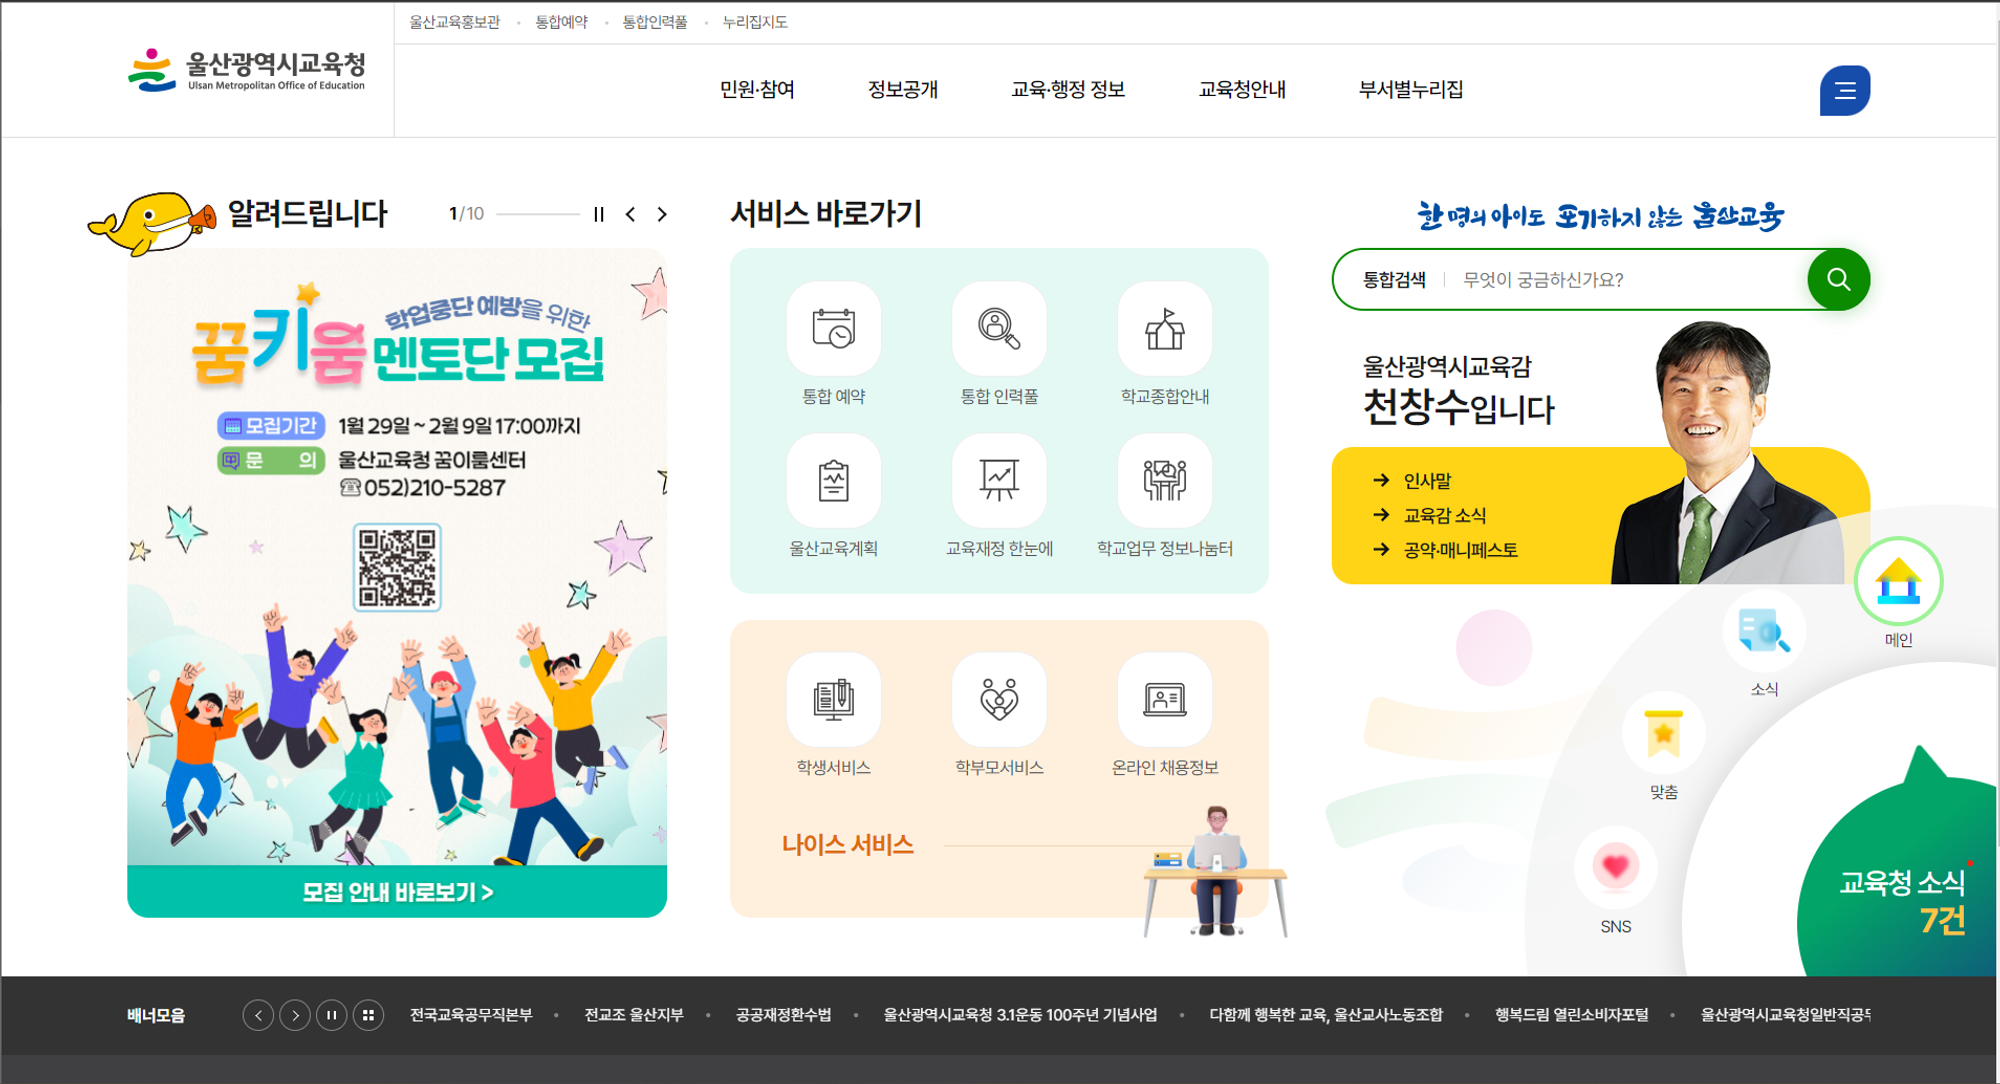 울산교육홍보관 · 통합예약 · 통합인력풀 · 누리집지도
울산광역시교육청
Ulsan Metropolitan Office of Education
민원·참여 정보공개 교육·행정 정보 교육청안내 부서별누리집
알려드립니다 1/10
학업중단 예방을 위한
꿈키움 멘토단 모집
모집기간 1월 29일 ~ 2월 9일 17:00까지
문 의 울산교육청 꿈이룸센터
☎052)210-5287
모집 안내 바로보기 >
서비스 바로가기
통합 예약 통합 인력풀 학교종합안내
울산교육계획 교육재정 한눈에 학교업무 정보나눔터
학생서비스 학부모서비스 온라인 채용정보
나이스 서비스
한 명의 아이도 포기하지 않는 울산교육
통합검색 무엇이 궁금하신가요?
울산광역시교육감
천창수입니다
→ 인사말
→ 교육감 소식
→ 공약·매니페스토
메인
소식
맞춤
SNS
교육청 소식
7건
배너모음 전국교육공무직본부 · 전교조 울산지부 · 공공재정환수법 · 울산광역시교육청 3.1운동 100주년 기념사업 · 다함께 행복한 교육, 울산교사노동조합 · 행복드림 열린소비자포털 · 울산광역시교육청일반직공무